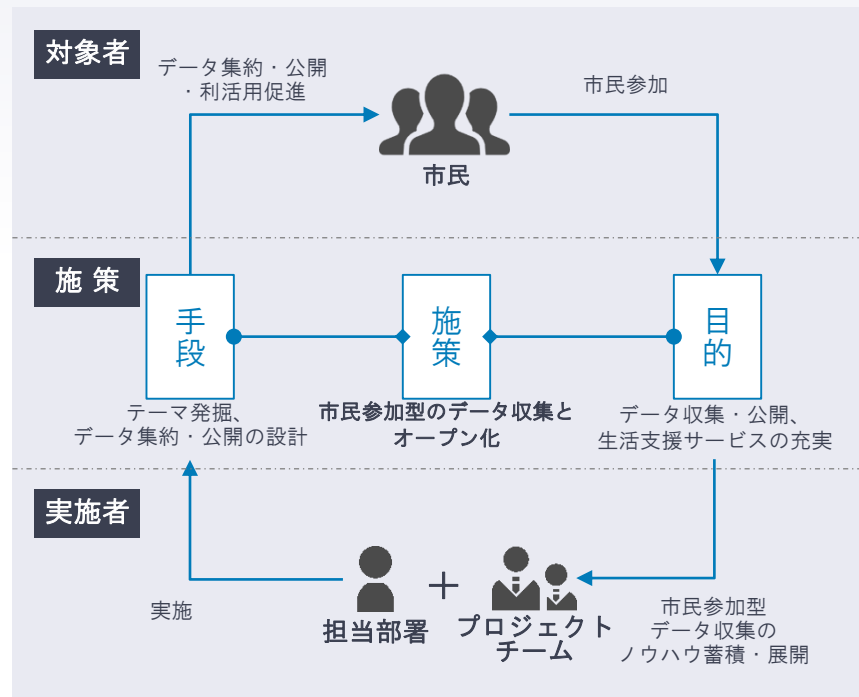 対象者
データ集約・公開
・利活用促進
市民参加
市民
施 策
手段
施策
目的
テーマ発掘、
データ集約・公開の設計
市民参加型のデータ収集と
オープン化
データ収集・公開、
生活支援サービスの充実
実施者
実施
担当部署
+
プロジェクト
チーム
市民参加型
データ収集の
ノウハウ蓄積・展開